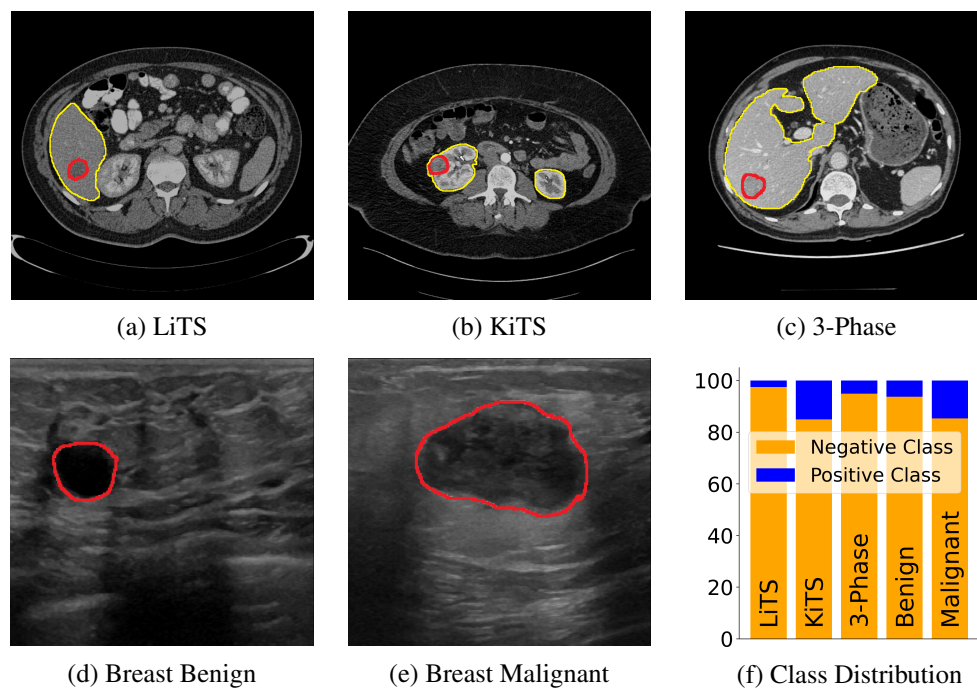 (a) LiTS
(b) KiTS
(c) 3-Phase
100
80
60
40
20
0
Negative Class
Positive Class
LiTS
KiTS
3-Phase
Benign
Malignant
(d) Breast Benign
(e) Breast Malignant
(f) Class Distribution